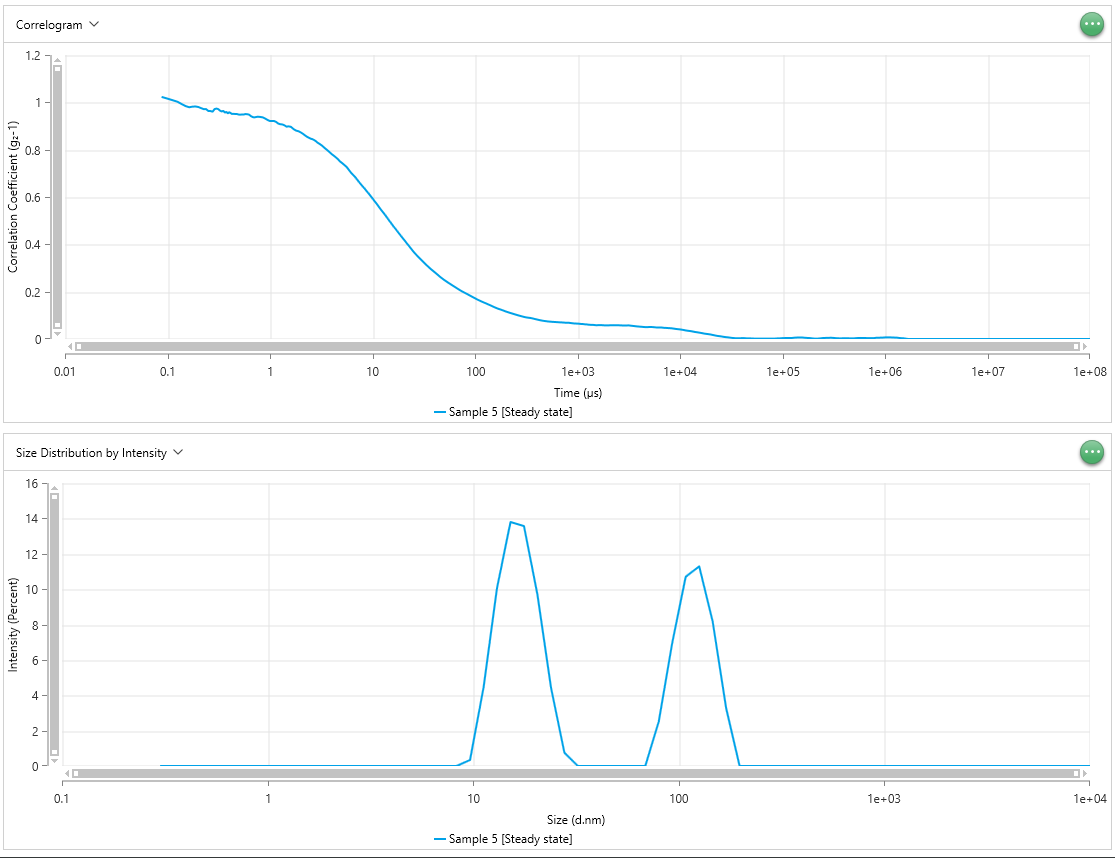 Correlogram
1.2
1
0.8
0.6
0.4
0.2
0
Correlation Coefficient (g₂-1)
0.01 0.1 1 10 100 1e+03 1e+04 1e+05 1e+06 1e+07 1e+08
Time (µs)
Sample 5 [Steady state]
Size Distribution by Intensity
16
14
12
10
8
6
4
2
0
Intensity (Percent)
0.1 1 10 100 1e+03 1e+04
Size (d.nm)
Sample 5 [Steady state]